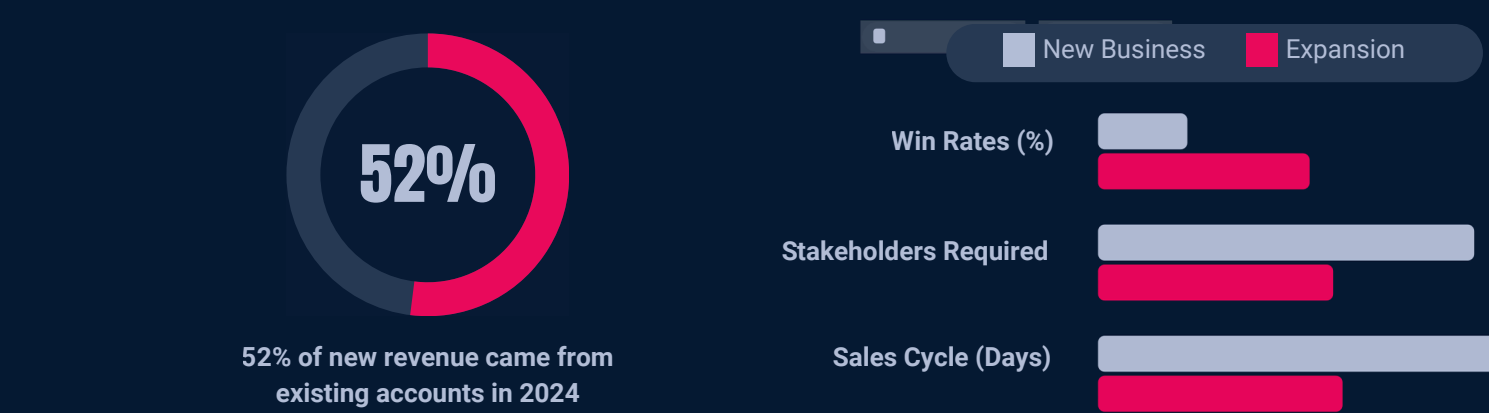 52%
52% of new revenue came from
existing accounts in 2024
New Business Expansion
Win Rates (%)
Stakeholders Required
Sales Cycle (Days)